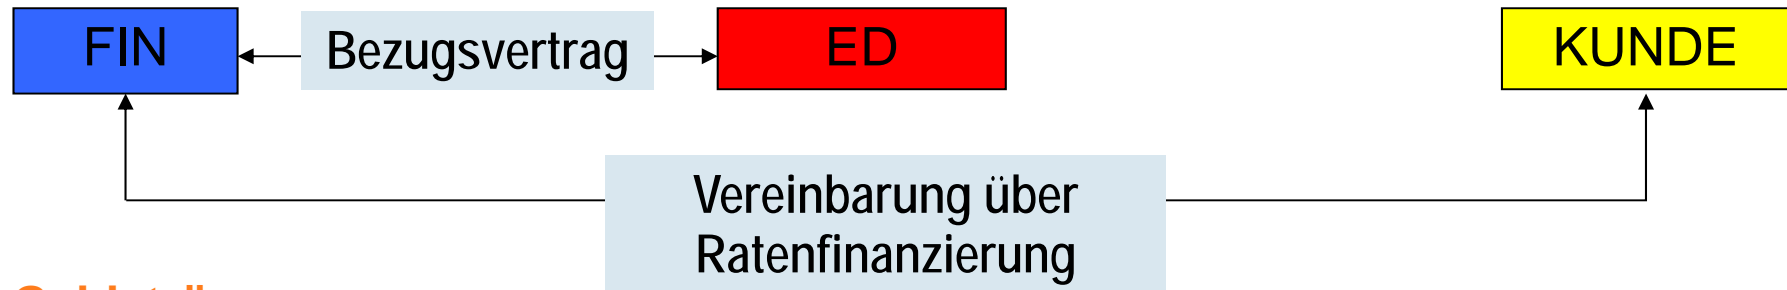 FIN
Bezugsvertrag
ED
KUNDE
Vereinbarung über
Ratenfinanzierung